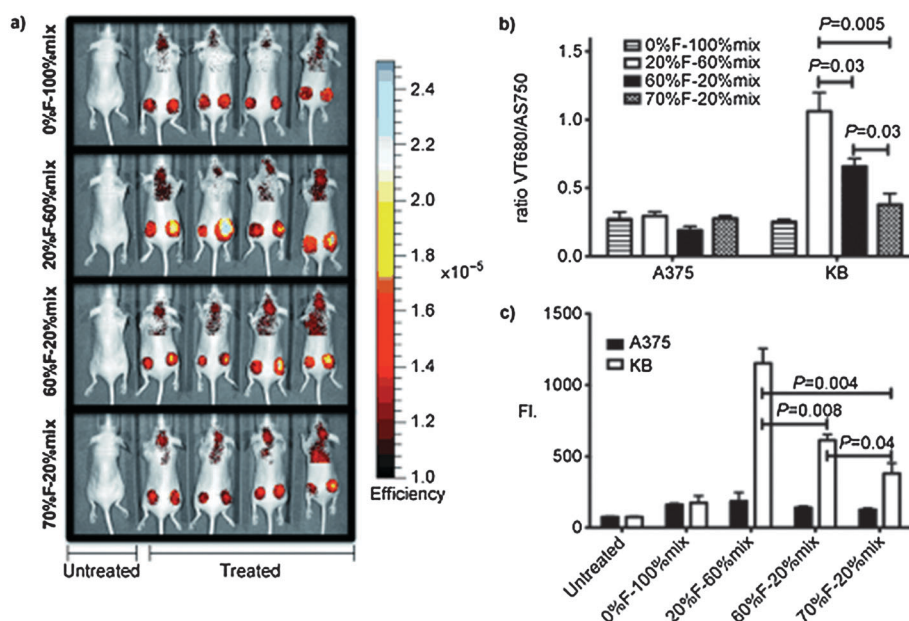 a)
0%F-100%mix
20%F-60%mix
60%F-20%mix
70%F-20%mix
Untreated
Treated
2.4
2.2
2.0
1.8
×10⁻⁵
1.6
1.4
1.2
1.0
Efficiency
b)
ratio VT680/AS750
1.5
1.0
0.5
0.0
0%F-100%mix
20%F-60%mix
60%F-20%mix
70%F-20%mix
P=0.005
P=0.03
P=0.03
A375
KB
c)
FI.
1500
1000
500
0
A375
KB
P=0.004
P=0.008
P=0.04
Untreated
0%F-100%mix
20%F-60%mix
60%F-20%mix
70%F-20%mix